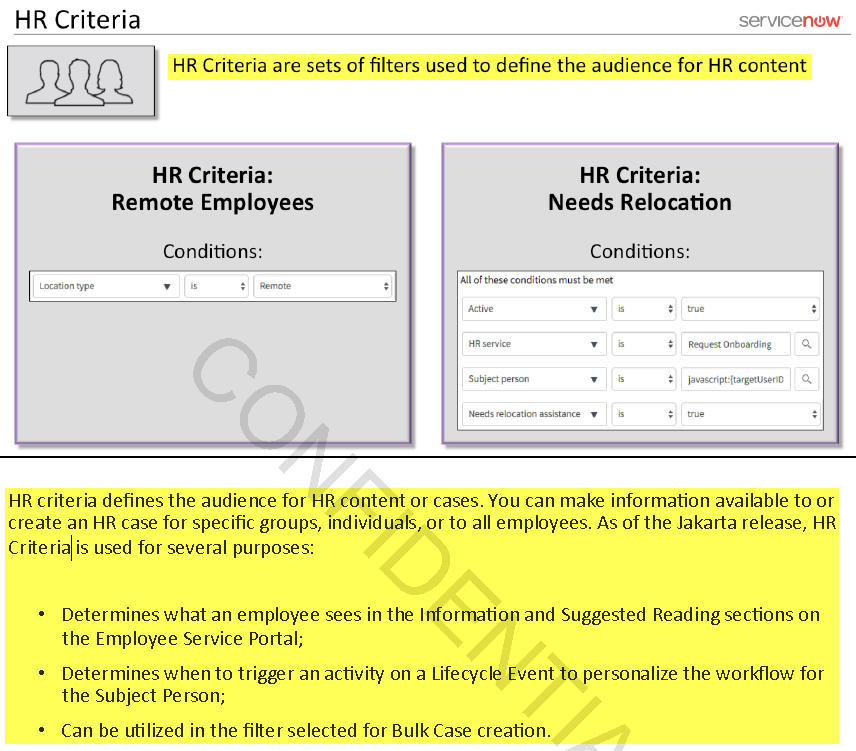 HR Criteria
servicenow
HR Criteria are sets of filters used to define the audience for HR content
HR Criteria:
Remote Employees
Conditions:
Location type is Remote
HR Criteria:
Needs Relocation
Conditions:
All of these conditions must be met
Active is true
HR service is Request Onboarding
Subject person is javascript:[targetUserID
Needs relocation assistance is true
HR criteria defines the audience for HR content or cases. You can make information available to or
create an HR case for specific groups, individuals, or to all employees. As of the Jakarta release, HR
Criteria is used for several purposes:
• Determines what an employee sees in the Information and Suggested Reading sections on
the Employee Service Portal;
• Determines when to trigger an activity on a Lifecycle Event to personalize the workflow for
the Subject Person;
• Can be utilized in the filter selected for Bulk Case creation.
CONFIDENTIA